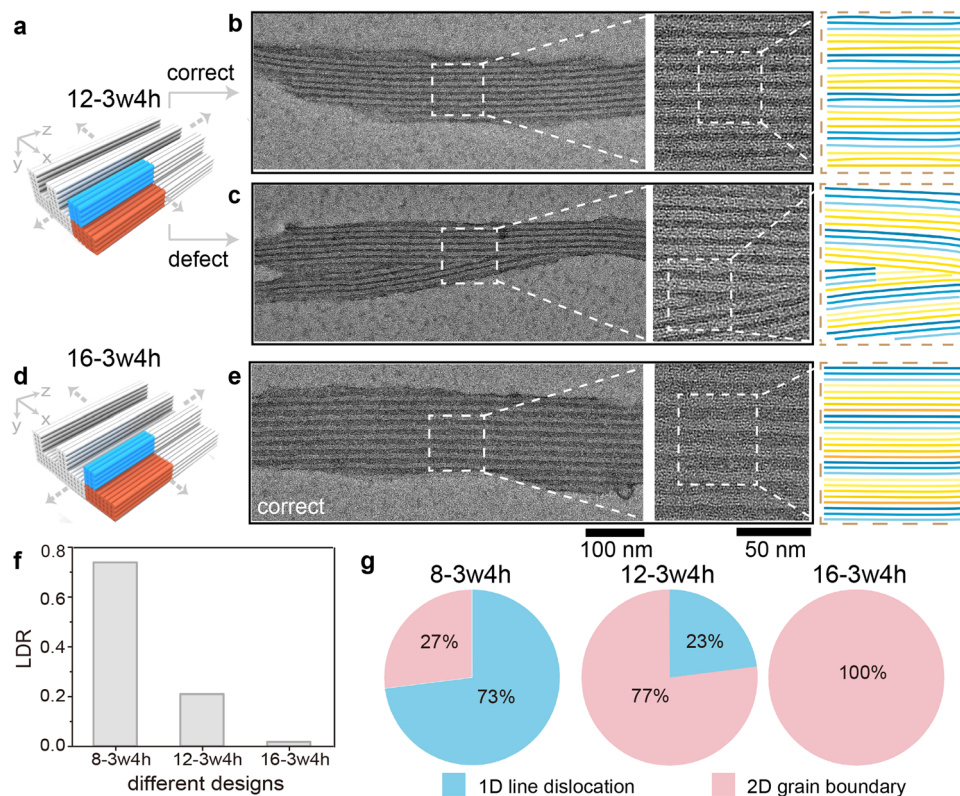 a
12-3w4h
z
y
x
correct
defect
b
c
d
16-3w4h
z
y
x
e
correct
100 nm
50 nm
f
0.8
0.6
0.4
0.2
0.0
LDR
8-3w4h
12-3w4h
16-3w4h
different designs
g
8-3w4h
12-3w4h
16-3w4h
27%
73%
23%
77%
100%
1D line dislocation
2D grain boundary